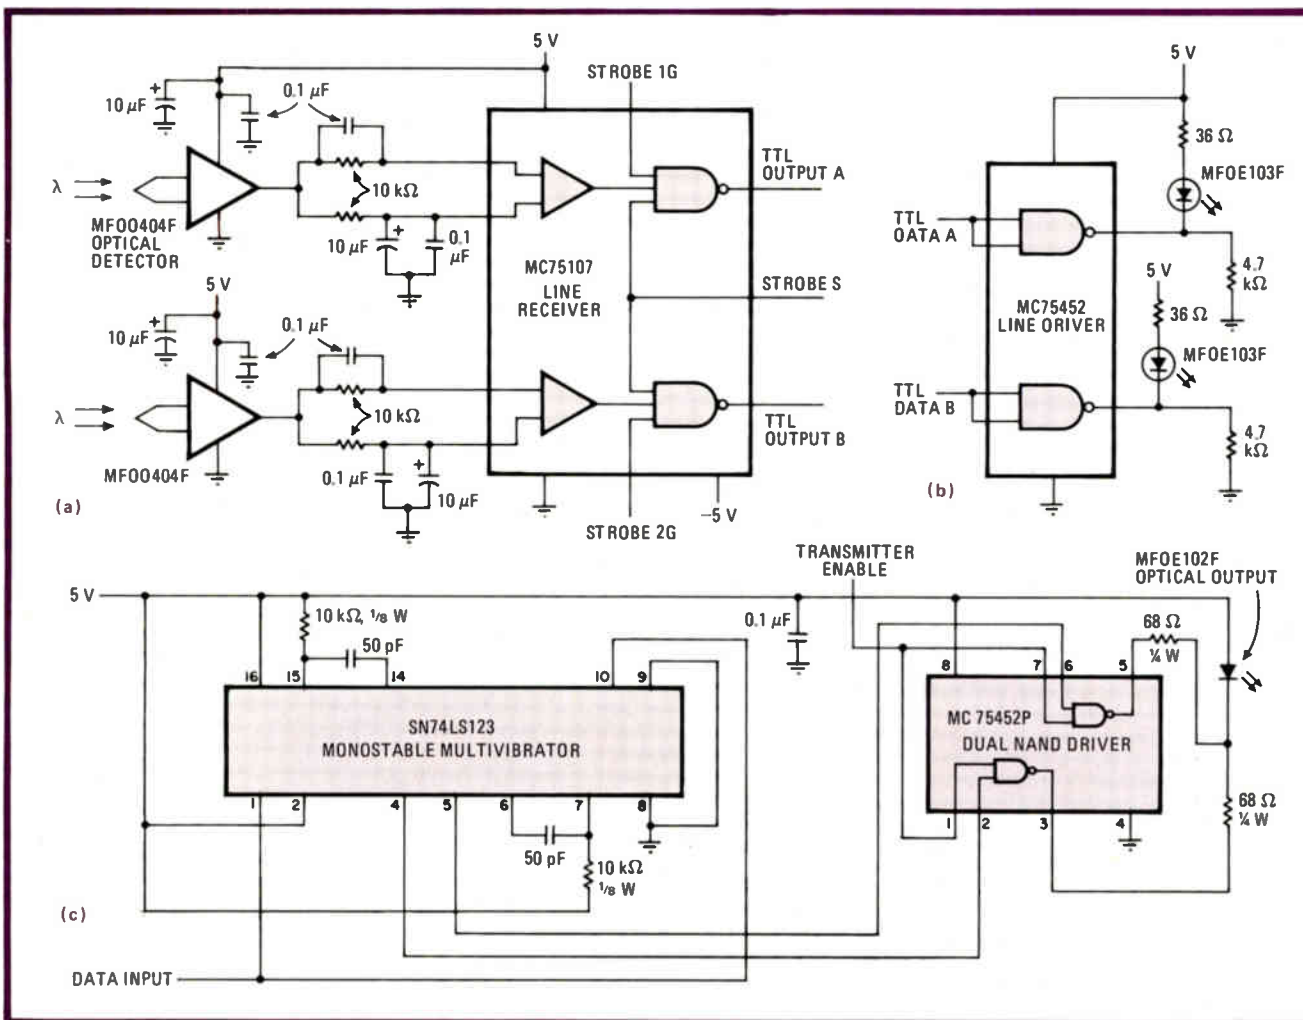 5 V
STROBE 1G
10 µF
+
0.1 µF
10 kΩ
λ
MFOO404F
OPTICAL
DETECTOR
10 µF
+
0.1
µF
MC75107
LINE
RECEIVER
TTL
OUTPUT A
STROBE S
5 V
10 µF
+
0.1 µF
10 kΩ
λ
MFOO404F
0.1 µF
+
10 µF
TTL
OUTPUT B
STROBE 2G
–5 V
(a)
5 V
36 Ω
MFOE103F
TTL
OATA A
4.7
kΩ
5 V
36 Ω
MC75452
LINE ORIVER
MFOE103F
TTL
DATA B
4.7
kΩ
(b)
TRANSMITTER
ENABLE
MFOE102F
OPTICAL OUTPUT
5 V
10 kΩ, 1/8 W
50 pF
0.1 µF
68 Ω
¼ W
16 15 14 10 9
8 7 6 5
SN74LS123
MONOSTABLE MULTIVIBRATOR
MC 75452P
DUAL NAND DRIVER
1 2 4 5 6 7 8
1 2 3 4
68 Ω
¼ W
50 pF
10 kΩ
1/8 W
(c)
DATA INPUT